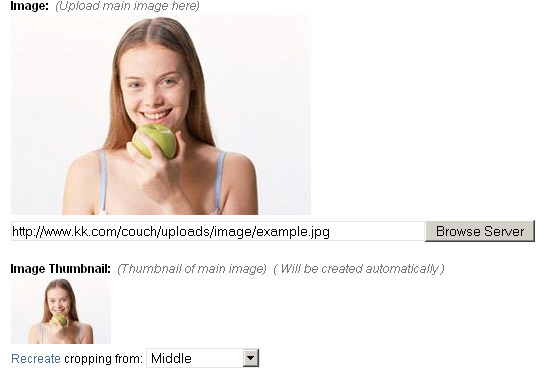 Image: (Upload main image here)
http://www.kk.com/couch/uploads/image/example.jpg Browse Server
Image Thumbnail: (Thumbnail of main image) ( Will be created automatically )
Recreate cropping from: Middle